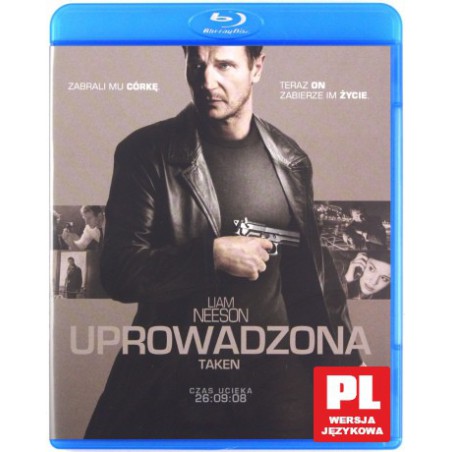 Blu-ray Disc
ZABRALI MU CÓRKĘ.
TERAZ ON
ZABIERZE IM ŻYCIE.
LIAM
NEESON
UPROWADZONA
TAKEN
CZAS UCIEKA
26:09:08
PL
WERSJA
JĘZYKOWA